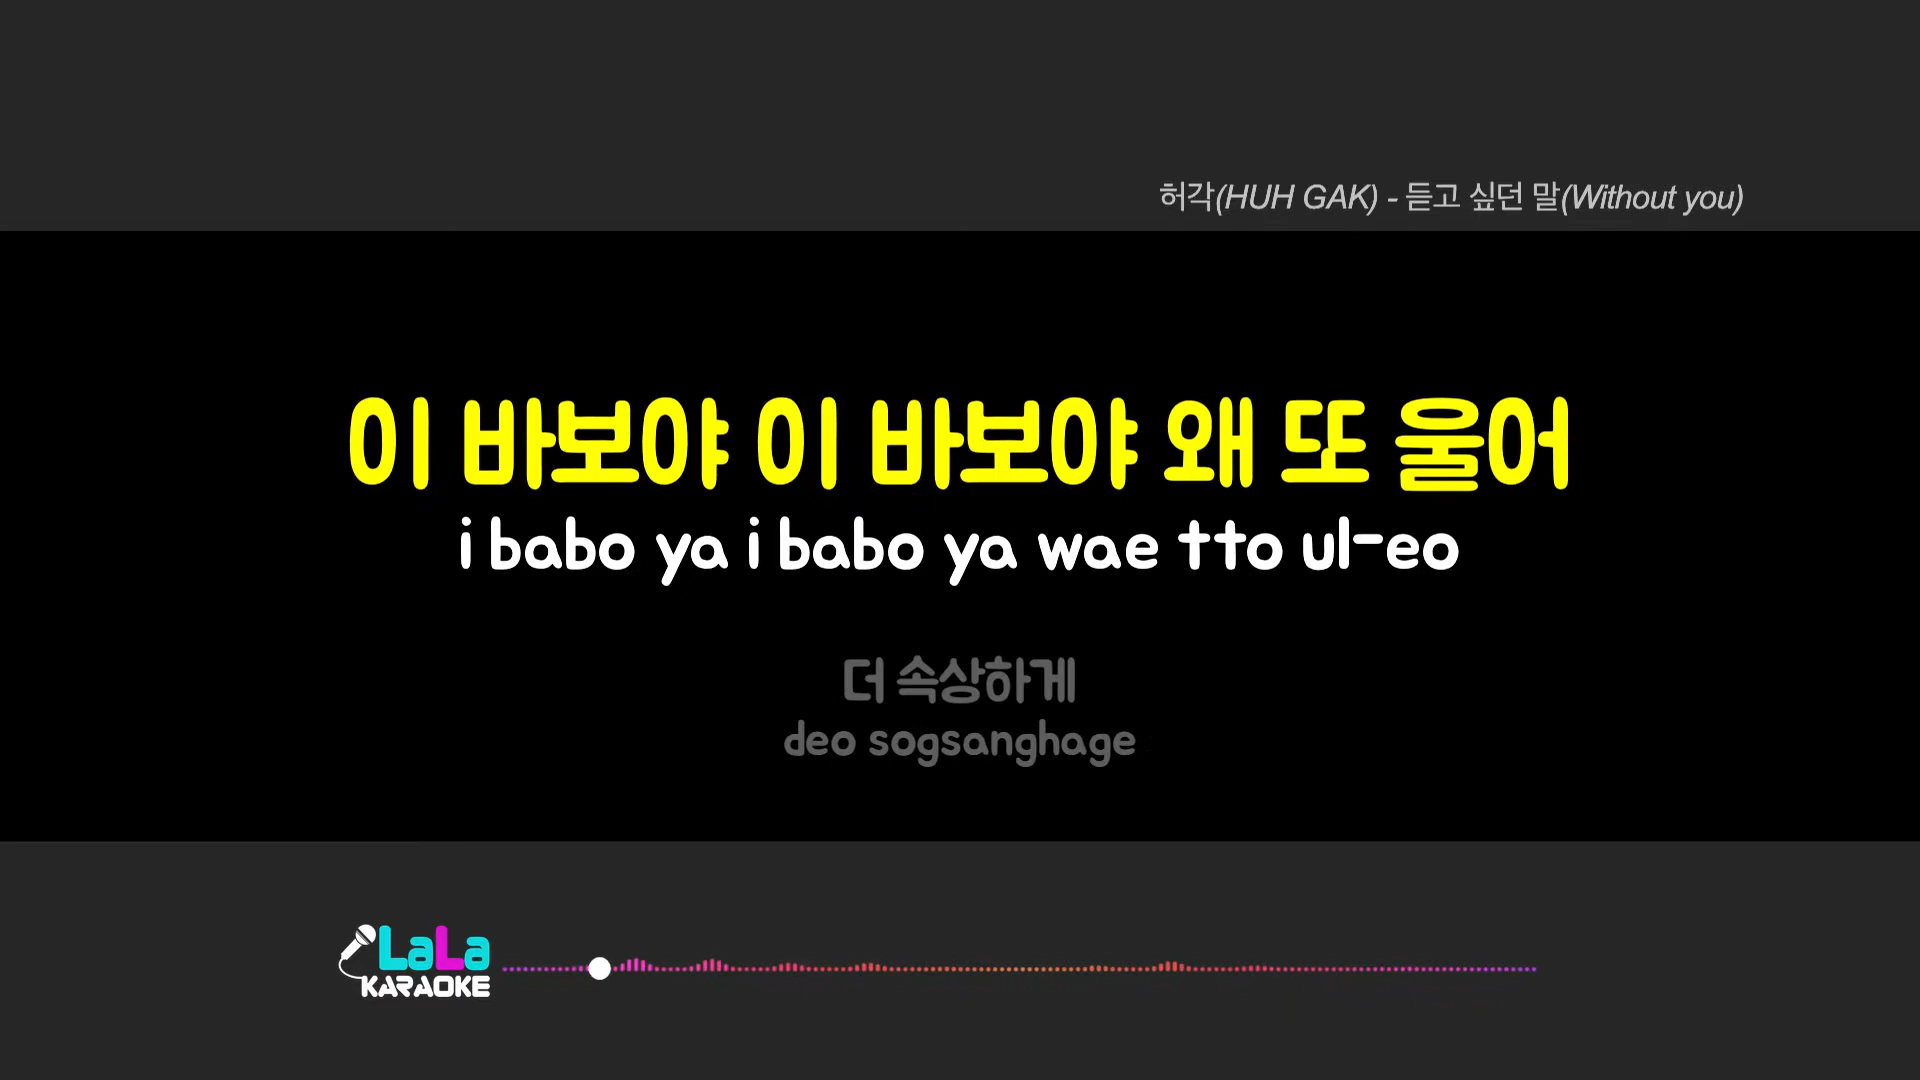 허각(HUH GAK) - 듣고 싶던 말(Without you)
이 바보야 이 바보야 왜 또 울어
i babo ya i babo ya wae tto ul-eo
더 속상하게
deo sogsanghage
LaLa
KARAOKE